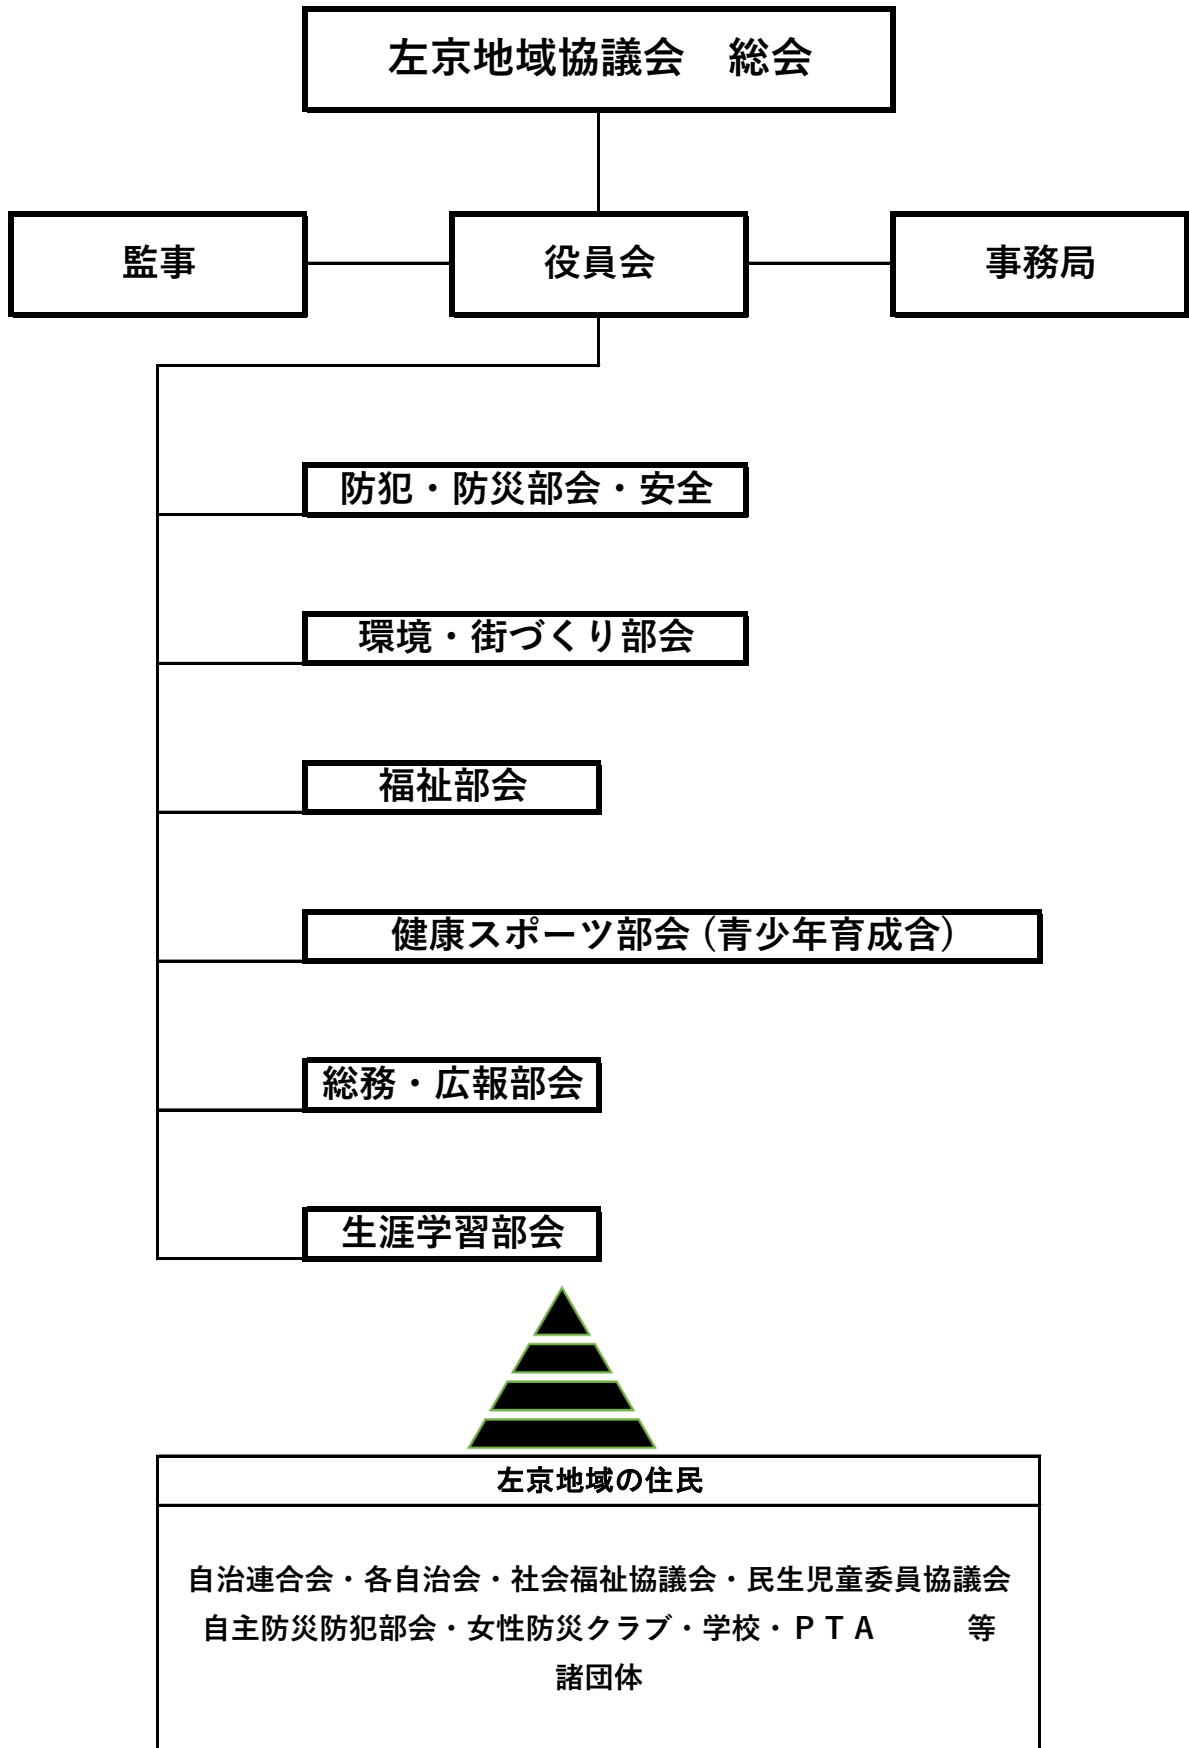 左京地域協議会　総会
監事
役員会
事務局
防犯・防災部会・安全
環境・街づくり部会
福祉部会
健康スポーツ部会（青少年育成含）
総務・広報部会
生涯学習部会
左京地域の住民
自治連合会・各自治会・社会福祉協議会・民生児童委員協議会
自主防災防犯部会・女性防災クラブ・学校・ＰＴＡ　　　等
諸団体